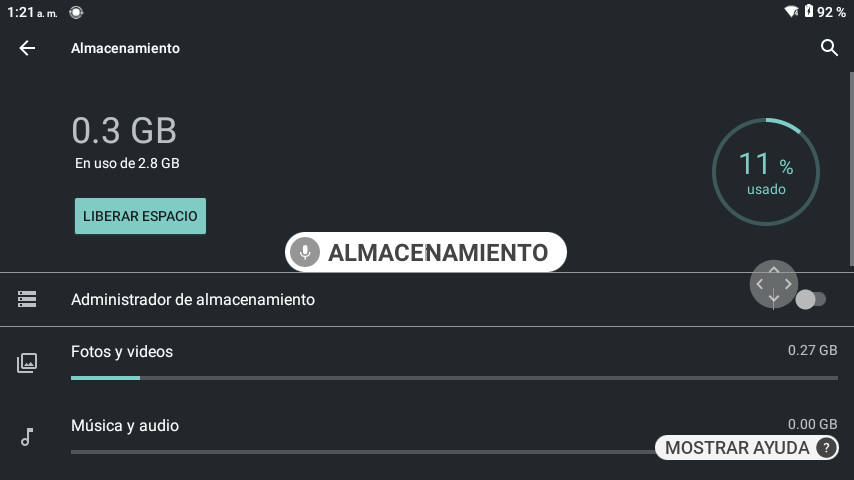 1:21 a. m.
92 %
Almacenamiento
0.3 GB
En uso de 2.8 GB
11 %
usado
LIBERAR ESPACIO
ALMACENAMIENTO
Administrador de almacenamiento
Fotos y videos
0.27 GB
Música y audio
0.00 GB
MOSTRAR AYUDA ?